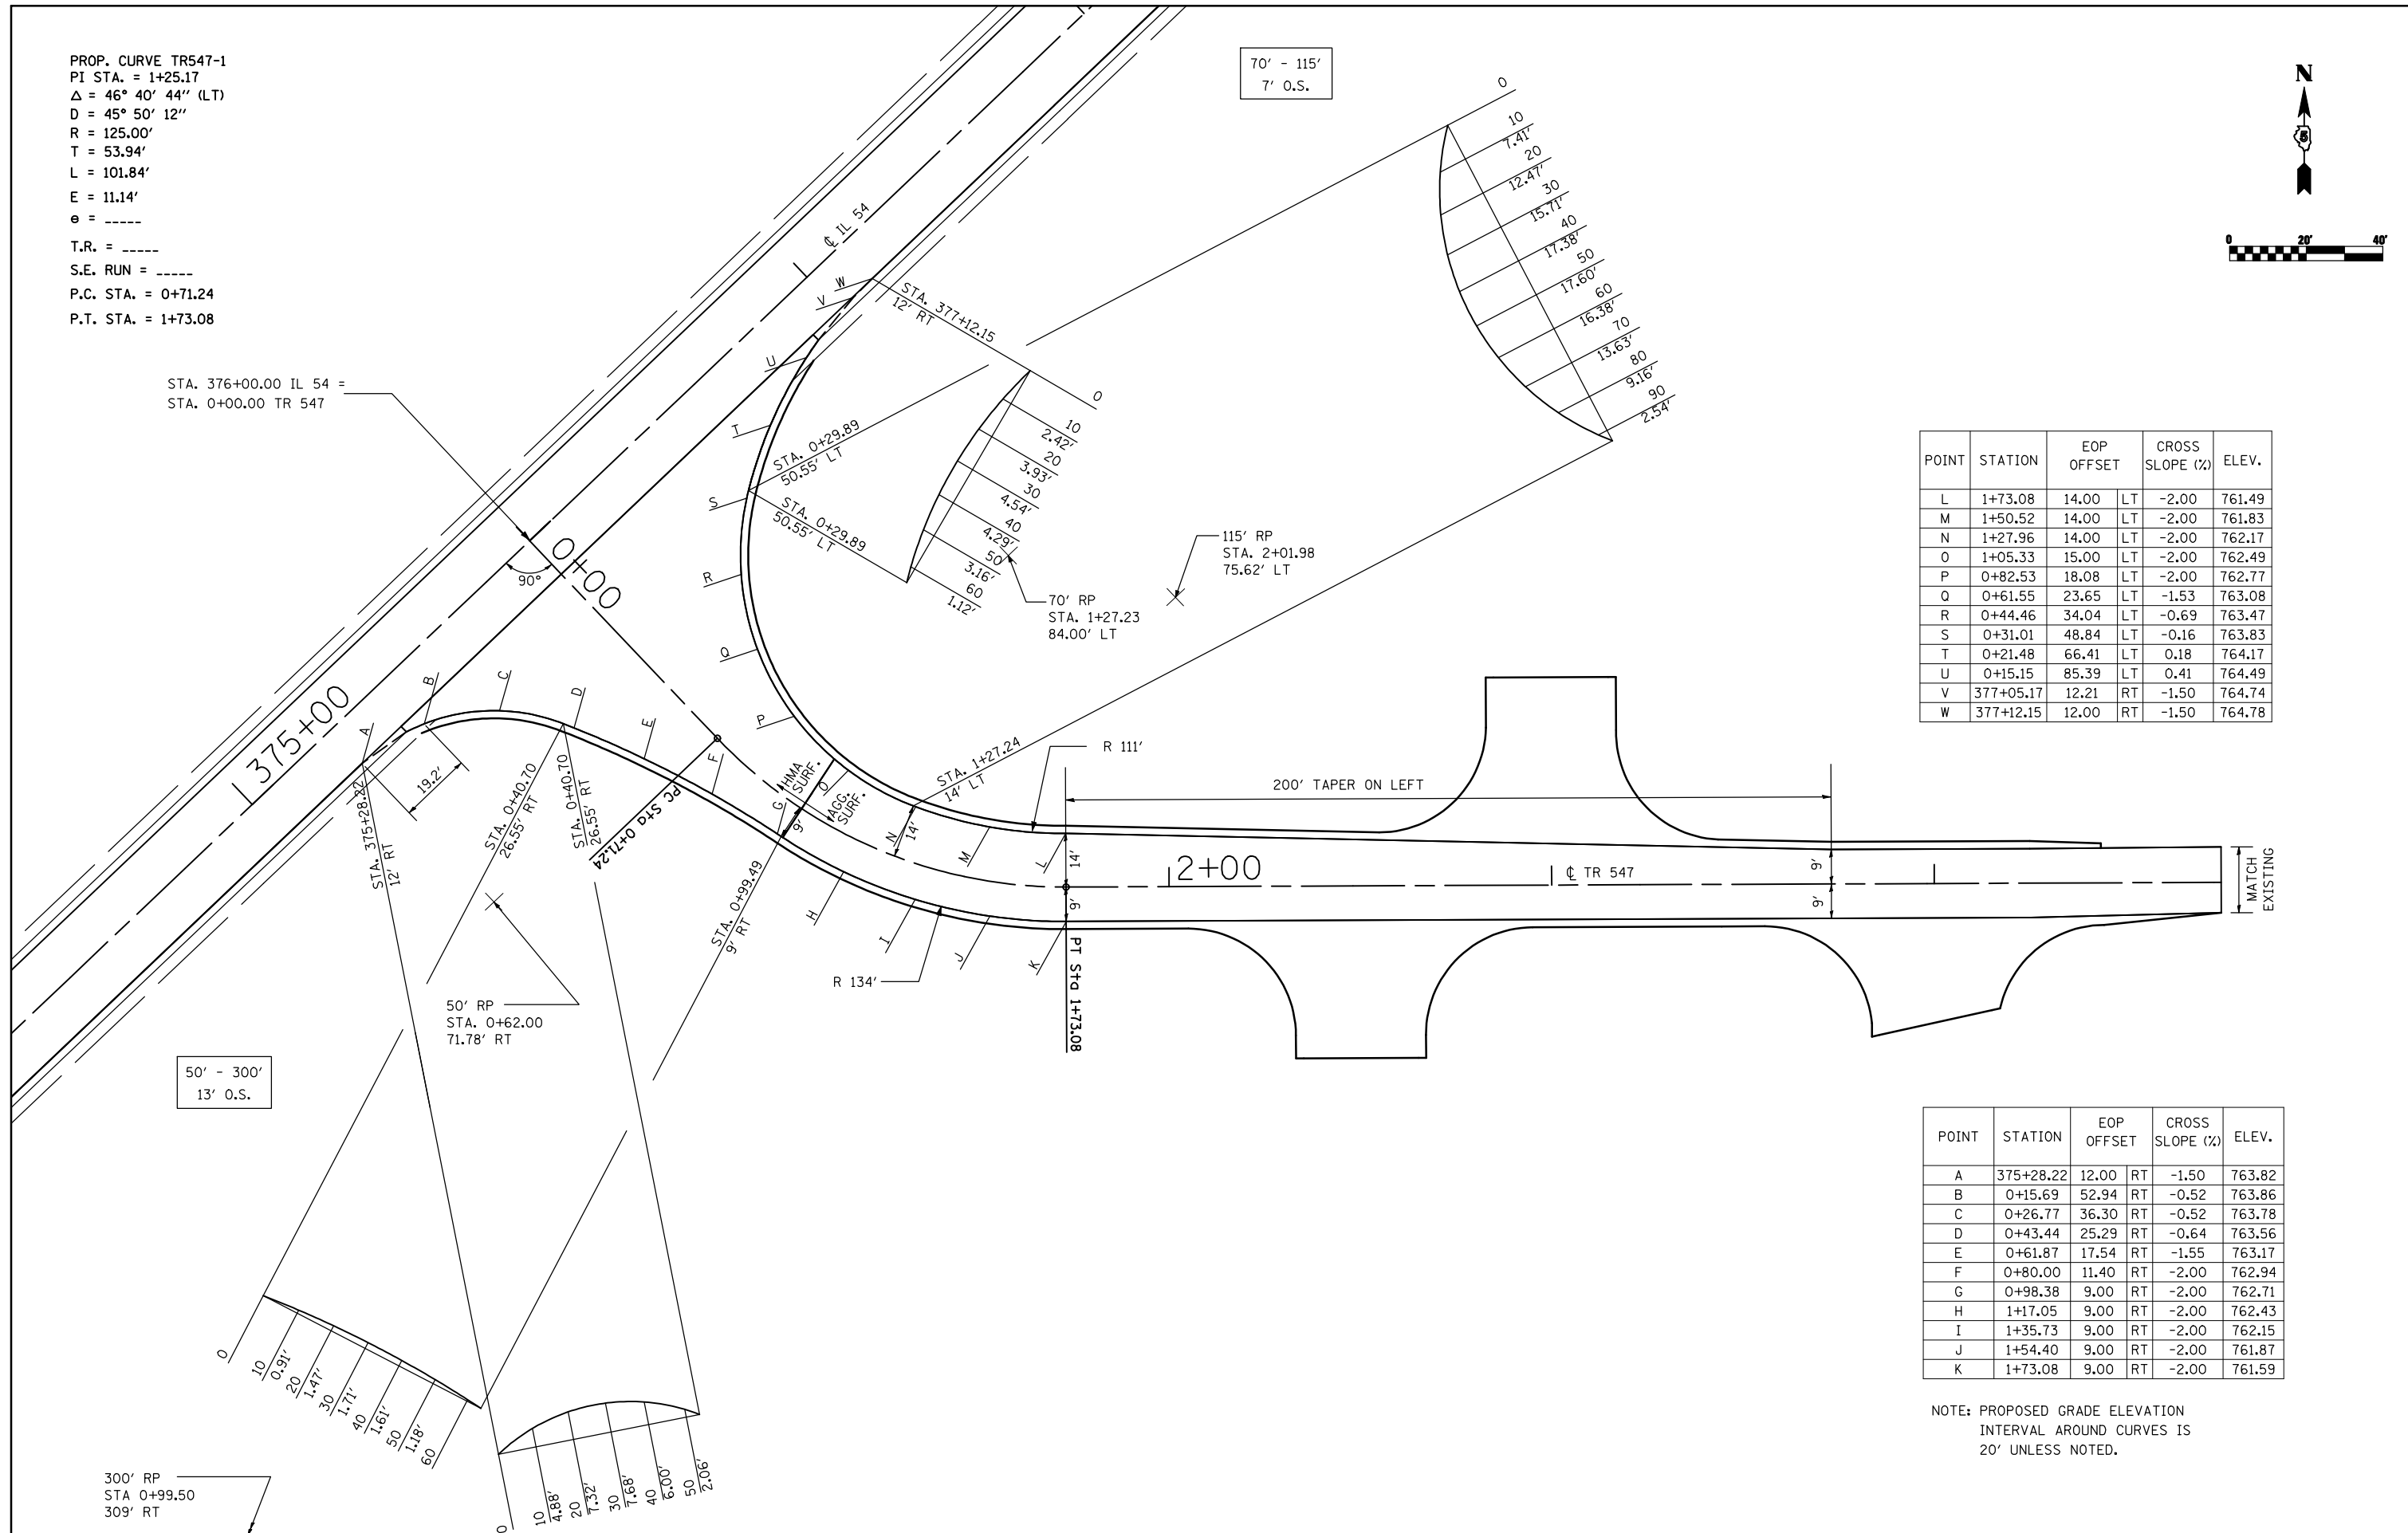 PROP. CURVE TR547-1
PI STA. = 1+25.17
Δ = 46° 40' 44'' (LT)
D = 45° 50' 12''
R = 125.00'
T = 53.94'
L = 101.84'
E = 11.14'
e = _____
T.R. = _____
S.E. RUN = _____
P.C. STA. = 0+71.24
P.T. STA. = 1+73.08
STA. 376+00.00 IL 54 =
STA. 0+00.00 TR 547
70' - 115'
7' O.S.
N
5
0 20' 40'
℄ IL 54
W
V
U
T
S
R
Q
P
O
N
M
L
STA. 377+12.15
12' RT
STA. 0+29.89
50.55' LT
STA. 0+29.89
50.55' LT
0
10
7.41'
20
12.47'
30
15.71'
40
17.38'
50
17.60'
60
16.38'
70
13.63'
80
9.16'
90
2.54'
0
10
2.42'
20
3.93'
30
4.54'
40
4.29'
50
3.16'
60
1.12'
115' RP
STA. 2+01.98
75.62' LT
70' RP
STA. 1+27.23
84.00' LT
0+00
90°
375+00
A
B
C
D
E
F
G
H
I
J
K
19.2'
STA. 375+28.22
12' RT
STA. 0+40.70
26.55' RT
STA. 0+40.70
26.55' RT
PC Sta 0+71.24
HMA
SURF.
AGG.
SURF.
9'
14'
STA. 1+27.24
14' LT
STA. 0+99.49
9' RT
R 111'
R 134'
200' TAPER ON LEFT
14'
9'
2+00
℄ TR 547
9'
9'
MATCH
EXISTING
PT Sta 1+73.08
50' RP
STA. 0+62.00
71.78' RT
50' - 300'
13' O.S.
0
10
0.91'
20
1.47'
30
1.71'
40
1.61'
50
1.18'
60
0
10
4.88'
20
7.32'
30
7.68'
40
6.00'
50
2.06'
300' RP
STA 0+99.50
309' RT
POINT STATION EOP OFFSET CROSS SLOPE (%) ELEV.
L 1+73.08 14.00 LT -2.00 761.49
M 1+50.52 14.00 LT -2.00 761.83
N 1+27.96 14.00 LT -2.00 762.17
O 1+05.33 15.00 LT -2.00 762.49
P 0+82.53 18.08 LT -2.00 762.77
Q 0+61.55 23.65 LT -1.53 763.08
R 0+44.46 34.04 LT -0.69 763.47
S 0+31.01 48.84 LT -0.16 763.83
T 0+21.48 66.41 LT 0.18 764.17
U 0+15.15 85.39 LT 0.41 764.49
V 377+05.17 12.21 RT -1.50 764.74
W 377+12.15 12.00 RT -1.50 764.78
POINT STATION EOP OFFSET CROSS SLOPE (%) ELEV.
A 375+28.22 12.00 RT -1.50 763.82
B 0+15.69 52.94 RT -0.52 763.86
C 0+26.77 36.30 RT -0.52 763.78
D 0+43.44 25.29 RT -0.64 763.56
E 0+61.87 17.54 RT -1.55 763.17
F 0+80.00 11.40 RT -2.00 762.94
G 0+98.38 9.00 RT -2.00 762.71
H 1+17.05 9.00 RT -2.00 762.43
I 1+35.73 9.00 RT -2.00 762.15
J 1+54.40 9.00 RT -2.00 761.87
K 1+73.08 9.00 RT -2.00 761.59
NOTE: PROPOSED GRADE ELEVATION
INTERVAL AROUND CURVES IS
20' UNLESS NOTED.